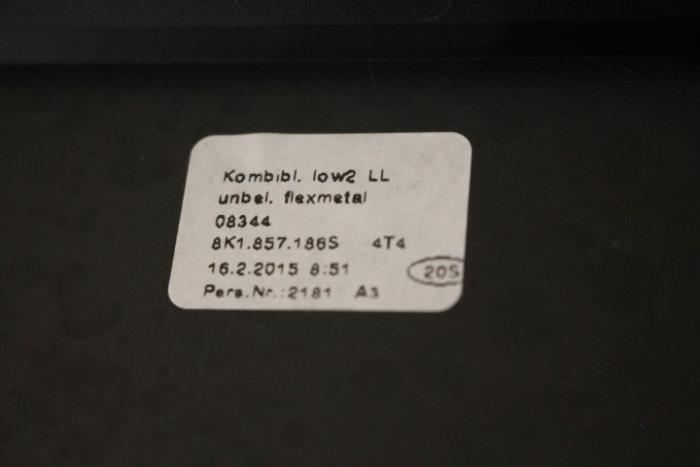 Kombibl. low2 LL
unbel. flexmetal
08344
8K1.857.186S 4T4
16.2.2015 8:51 20S
Pers.Nr.:2181 A3